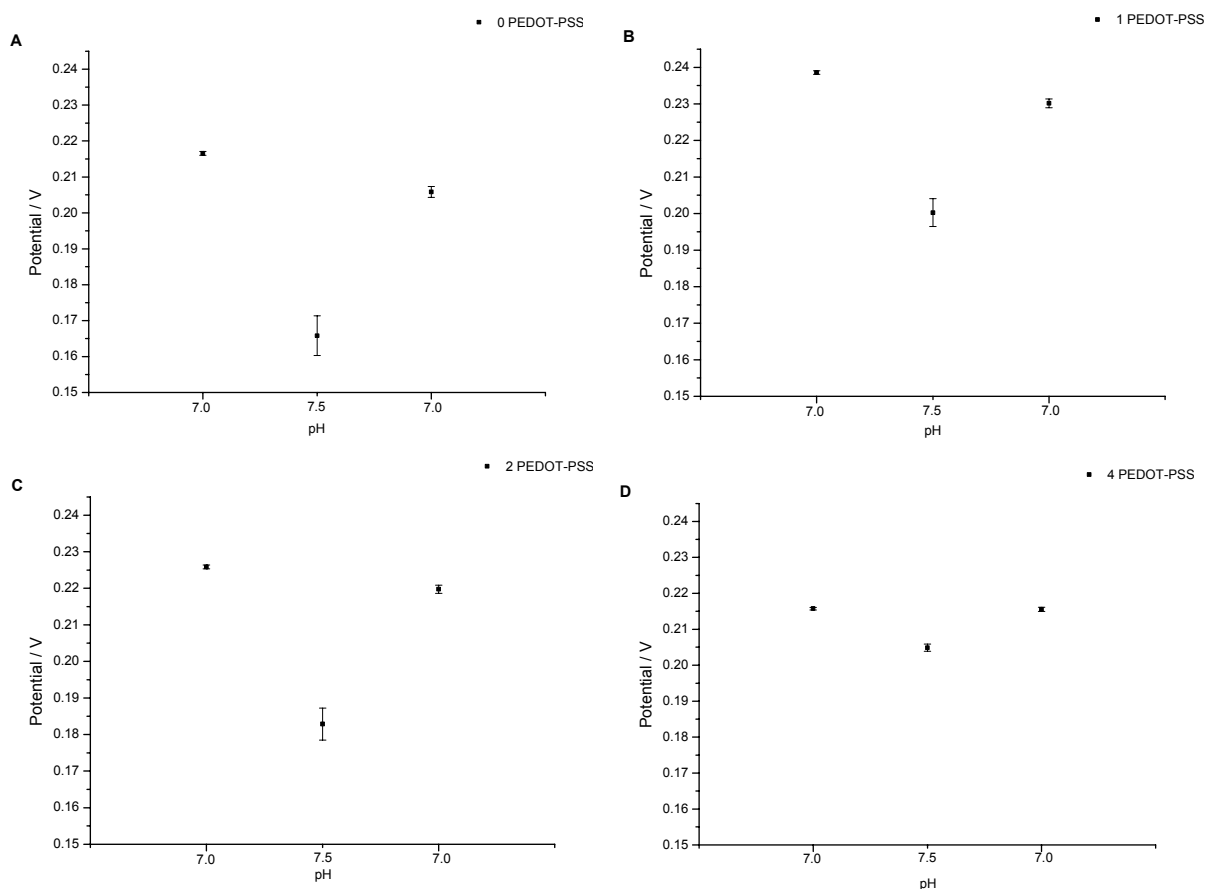 A
0 PEDOT-PSS
0.24
0.23
0.22
0.21
0.20
0.19
0.18
0.17
0.16
0.15
Potential / V
7.0 7.5 7.0
pH
B
1 PEDOT-PSS
0.24
0.23
0.22
0.21
0.20
0.19
0.18
0.17
0.16
0.15
Potential / V
7.0 7.5 7.0
pH
C
2 PEDOT-PSS
0.24
0.23
0.22
0.21
0.20
0.19
0.18
0.17
0.16
0.15
Potential / V
7.0 7.5 7.0
pH
D
4 PEDOT-PSS
0.24
0.23
0.22
0.21
0.20
0.19
0.18
0.17
0.16
0.15
Potential / V
7.0 7.5 7.0
pH